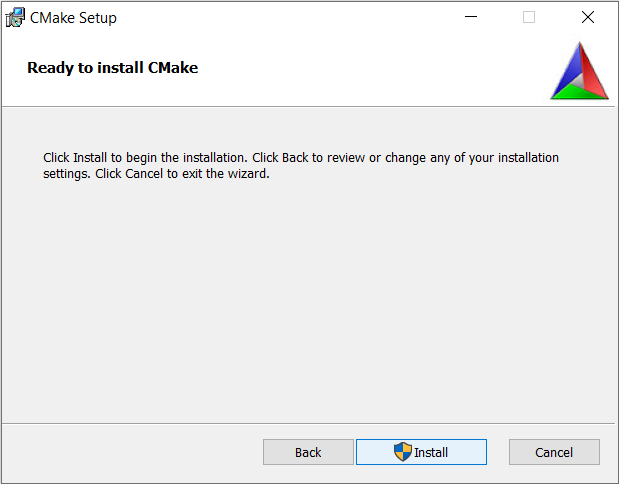 CMake Setup
Ready to install CMake
Click Install to begin the installation. Click Back to review or change any of your installation
settings. Click Cancel to exit the wizard.
Back Install Cancel